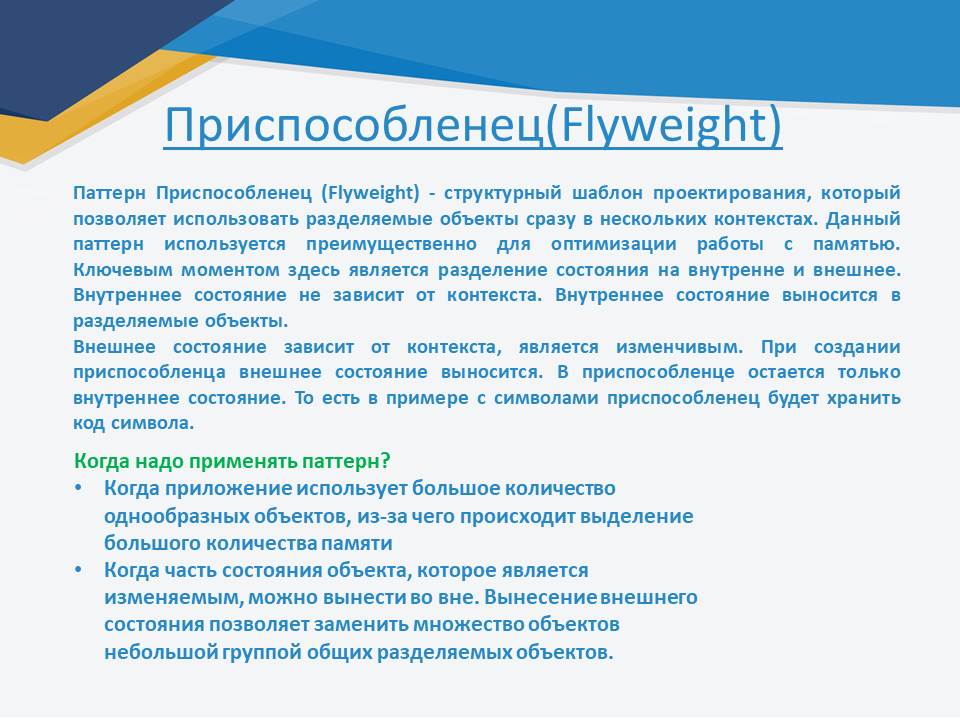 Приспособленец(Flyweight)
Паттерн Приспособленец (Flyweight) - структурный шаблон проектирования, который
позволяет использовать разделяемые объекты сразу в нескольких контекстах. Данный
паттерн используется преимущественно для оптимизации работы с памятью.
Ключевым моментом здесь является разделение состояния на внутренне и внешнее.
Внутреннее состояние не зависит от контекста. Внутреннее состояние выносится в
разделяемые объекты.
Внешнее состояние зависит от контекста, является изменчивым. При создании
приспособленца внешнее состояние выносится. В приспособленце остается только
внутреннее состояние. То есть в примере с символами приспособленец будет хранить
код символа.
Когда надо применять паттерн?
• Когда приложение использует большое количество
однообразных объектов, из-за чего происходит выделение
большого количества памяти
• Когда часть состояния объекта, которое является
изменяемым, можно вынести во вне. Вынесение внешнего
состояния позволяет заменить множество объектов
небольшой группой общих разделяемых объектов.